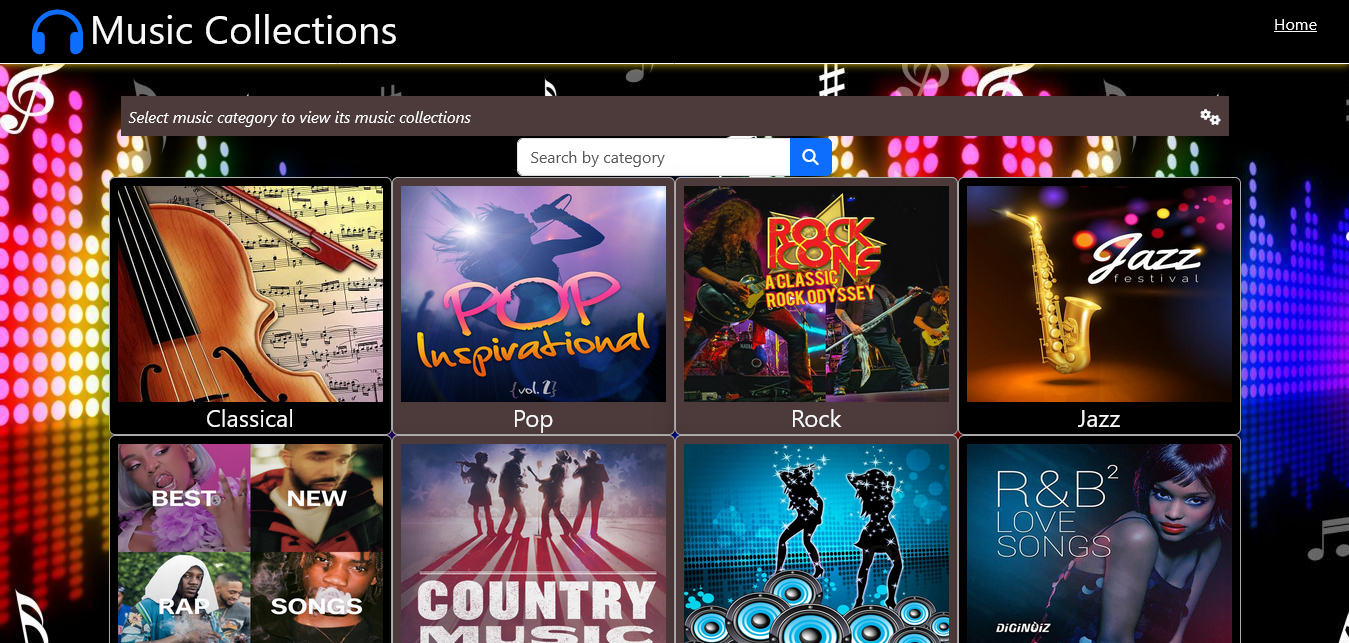 Music Collections
Home
Select music category to view its music collections
Search by category
POP
Inspirational
{vol. 2}
ROCK
ICONS
A CLASSIC
ROCK ODYSSEY
Jazz
festival
Classical
Pop
Rock
Jazz
BEST NEW
RAP SONGS
COUNTRY
MUSIC
R&B²
LOVE
SONGS
DIGINOIZ